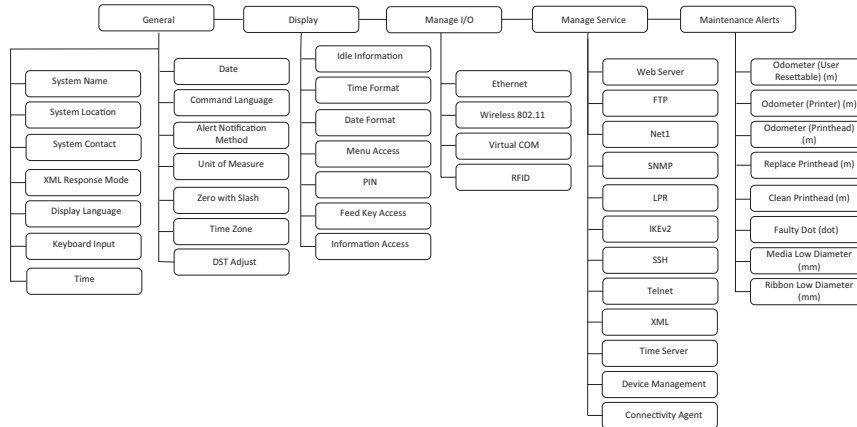 General
Display
Manage I/O
Manage Service
Maintenance Alerts
System Name
System Location
System Contact
XML Response Mode
Display Language
Keyboard Input
Time
Date
Command Language
Alert Notification
Method
Unit of Measure
Zero with Slash
Time Zone
DST Adjust
Idle Information
Time Format
Date Format
Menu Access
PIN
Feed Key Access
Information Access
Ethernet
Wireless 802.11
Virtual COM
RFID
Web Server
FTP
Net1
SNMP
LPR
IKEv2
SSH
Telnet
XML
Time Server
Device Management
Connectivity Agent
Odometer (User
Resettable) (m)
Odometer (Printer) (m)
Odometer (Printhead)
(m)
Replace Printhead (m)
Clean Printhead (m)
Faulty Dot (dot)
Media Low Diameter
(mm)
Ribbon Low Diameter
(mm)